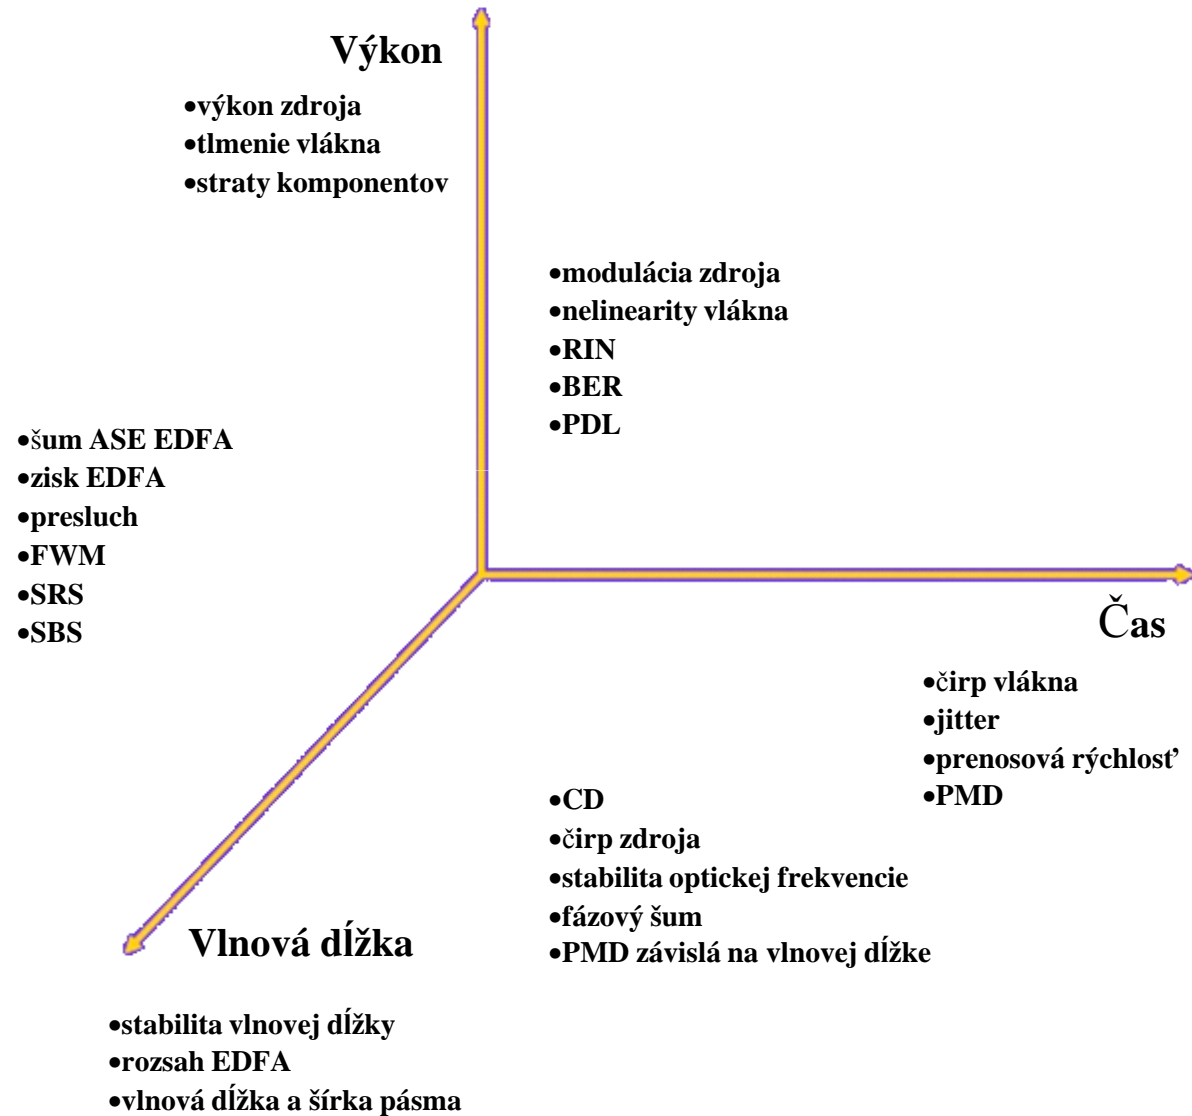 Výkon
•výkon zdroja
•tlmenie vlákna
•straty komponentov
•modulácia zdroja
•nelinearity vlákna
•RIN
•BER
•PDL
•šum ASE EDFA
•zisk EDFA
•presluch
•FWM
•SRS
•SBS
Čas
•čirp vlákna
•jitter
•prenosová rýchlosť
•PMD
•CD
•čirp zdroja
•stabilita optickej frekvencie
•fázový šum
•PMD závislá na vlnovej dĺžke
Vlnová dĺžka
•stabilita vlnovej dĺžky
•rozsah EDFA
•vlnová dĺžka a šírka pásma